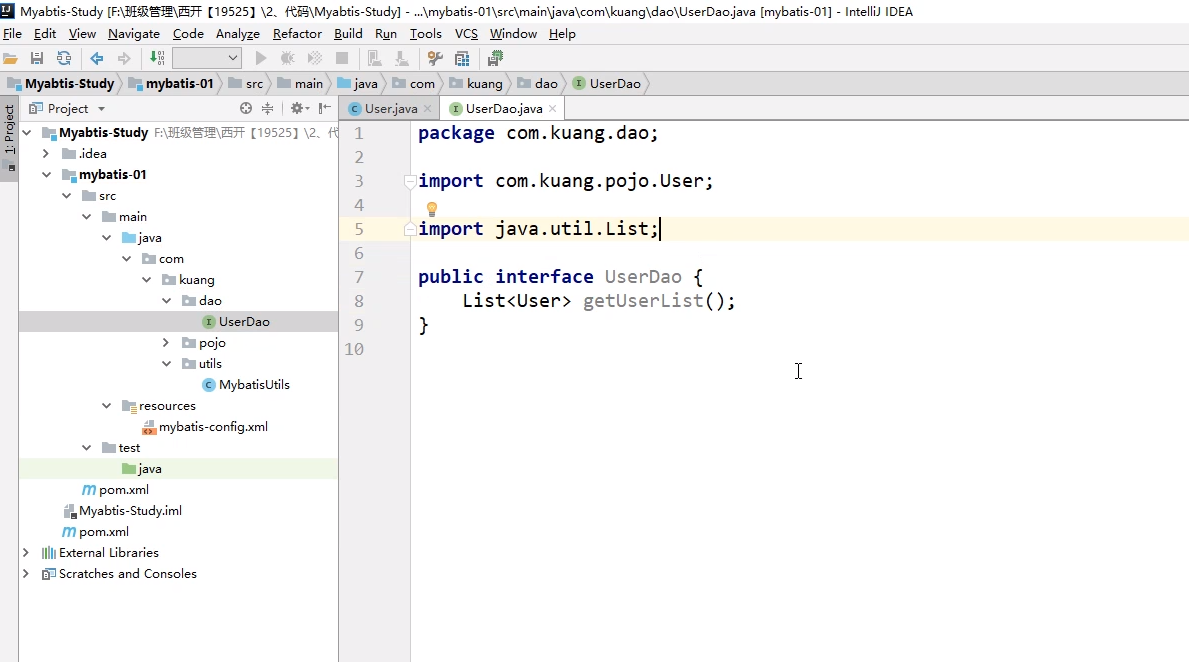 Myabtis-Study [F:\班级管理\西开【19525】\2、代码\Myabtis-Study] - ...\mybatis-01\src\main\java\com\kuang\dao\UserDao.java [mybatis-01] - IntelliJ IDEA
File Edit View Navigate Code Analyze Refactor Build Run Tools VCS Window Help
Myabtis-Study mybatis-01 src main java com kuang dao UserDao
1: Project
Project
User.java UserDao.java
Myabtis-Study F:\班级管理\西开【19525】\2、代
.idea
mybatis-01
src
main
java
com
kuang
dao
UserDao
pojo
utils
MybatisUtils
resources
mybatis-config.xml
test
java
pom.xml
Myabtis-Study.iml
pom.xml
External Libraries
Scratches and Consoles
1 package com.kuang.dao;
2
3 import com.kuang.pojo.User;
4
5 import java.util.List;
6
7 public interface UserDao {
8 List<User> getUserList();
9 }
10